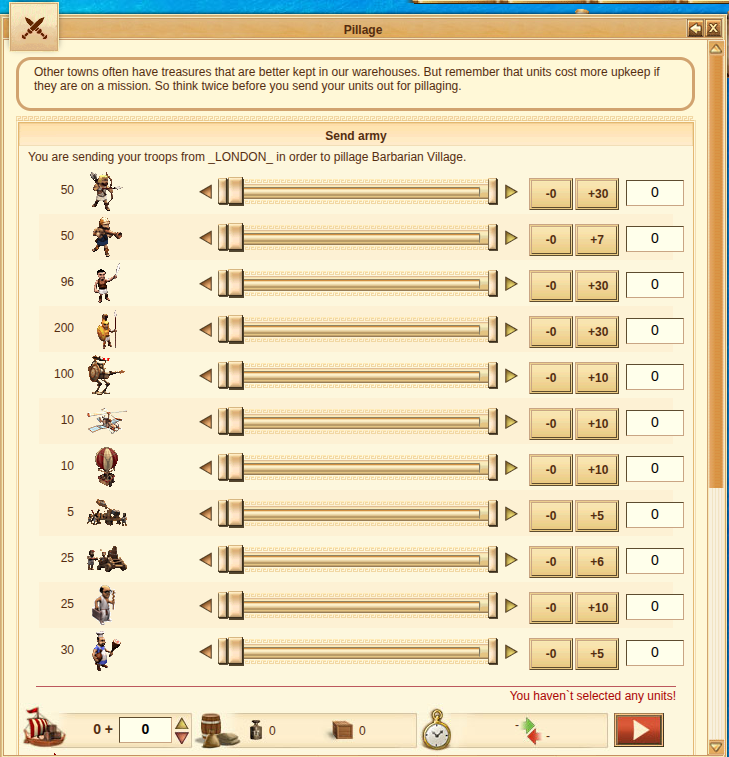 Pillage
Other towns often have treasures that are better kept in our warehouses. But remember that units cost more upkeep if
they are on a mission. So think twice before you send your units out for pillaging.
Send army
You are sending your troops from _LONDON_ in order to pillage Barbarian Village.
50 -0 +30 0
50 -0 +7 0
96 -0 +30 0
200 -0 +30 0
100 -0 +10 0
10 -0 +10 0
10 -0 +10 0
5 -0 +5 0
25 -0 +6 0
25 -0 +10 0
30 -0 +5 0
You haven`t selected any units!
0 + 0 0 0 - -